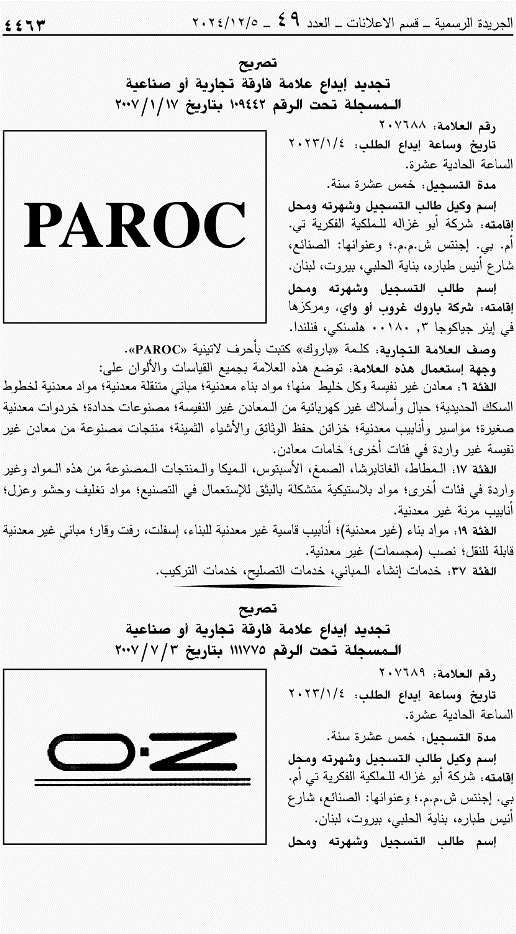 الجريدة الرسمية ــ قسم الاعلانات ــ العدد ٤٩ ــ ٢٠٢٤/١٢/٥
٤٤٦٣
تصريح
تجديد إيداع علامة فارقة تجارية أو صناعية
المسجلة تحت الرقم ١٠٩٤٤٢ بتاريخ ٢٠٠٧/١/١٧
رقم العلامة: ٢٠٧٦٨٨
تاريخ وساعة إيداع الطلب: ٢٠٢٣/١/٤
الساعة الحادية عشرة.
مدة التسجيل: خمس عشرة سنة.
إسم وكيل طالب التسجيل وشهرته ومحل
إقامته: شركة أبو غزاله للملكية الفكرية تي.
أم. بي. إجنتس ش.م.م.؛ وعنوانها: الصنائع،
شارع أنيس طباره، بناية الحلبي، بيروت، لبنان.
إسم طالب التسجيل وشهرته ومحل
إقامته: شركة باروك غروب أو واي، ومركزها
في إينر جياكوجا ٣, ٠٠١٨٠ هلسنكي، فنلندا.
PAROC
وصف العلامة التجارية: كلمة «باروك» كتبت بأحرف لاتينية «PAROC».
وجهة إستعمال هذه العلامة: توضع هذه العلامة بجميع القياسات والألوان على:
الفئة ٦: معادن غير نفيسة وكل خليط منها؛ مواد بناء معدنية؛ مباني متنقلة معدنية؛ مواد معدنية لخطوط
السكك الحديدية؛ حبال وأسلاك غير كهربائية من المعادن غير النفيسة؛ مصنوعات حدادة؛ خردوات معدنية
صغيرة؛ مواسير وأنابيب معدنية؛ خزائن حفظ الوثائق والأشياء الثمينة؛ منتجات مصنوعة من معادن غير
نفيسة غير واردة في فئات أخرى؛ خامات معدن.
الفئة ١٧: المطاط، الغاتابرشا، الصمغ، الأسبتوس، الميكا والمنتجات المصنوعة من هذه المواد وغير
واردة في فئات أخرى؛ مواد بلاستيكية متشكلة بالبثق للإستعمال في التصنيع؛ مواد تغليف وحشو وعزل؛
أنابيب مرنة غير معدنية.
الفئة ١٩: مواد بناء (غير معدنية)؛ أنابيب قاسية غير معدنية للبناء، إسفلت، زفت وقار؛ مباني غير معدنية
قابلة للنقل؛ نصب (مجسمات) غير معدنية.
الفئة ٣٧: خدمات إنشاء المباني، خدمات التصليح، خدمات التركيب.
تصريح
تجديد إيداع علامة فارقة تجارية أو صناعية
المسجلة تحت الرقم ١١١٧٧٥ بتاريخ ٢٠٠٧/٧/٣
رقم العلامة: ٢٠٧٦٨٩
تاريخ وساعة إيداع الطلب: ٢٠٢٣/١/٤
الساعة الحادية عشرة.
مدة التسجيل: خمس عشرة سنة.
إسم وكيل طالب التسجيل وشهرته ومحل
إقامته: شركة أبو غزاله للملكية الفكرية تي أم.
بي. إجنتس ش.م.م.؛ وعنوانها: الصنائع، شارع
أنيس طباره، بناية الحلبي، بيروت، لبنان.
إسم طالب التسجيل وشهرته ومحل
O·N